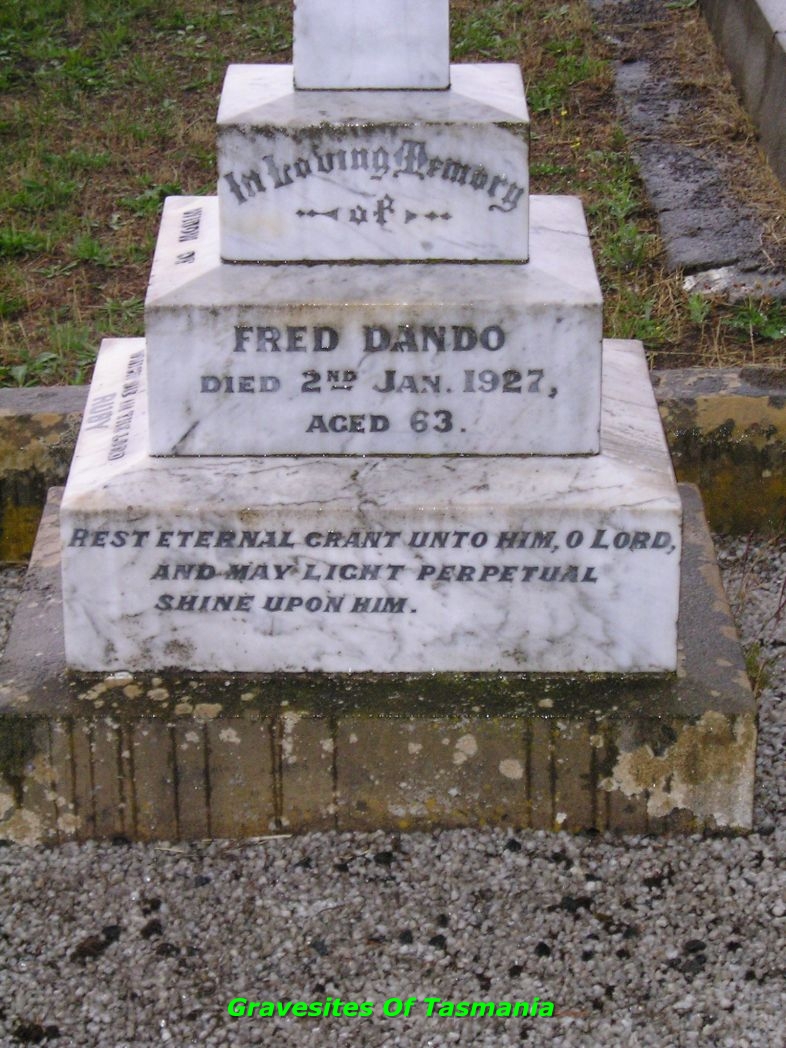 In Loving Memory
of
FRED DANDO
DIED 2ND JAN. 1927,
AGED 63.
REST ETERNAL GRANT UNTO HIM, O LORD,
AND MAY LIGHT PERPETUAL
SHINE UPON HIM.
RUBY
Gravesites Of Tasmania